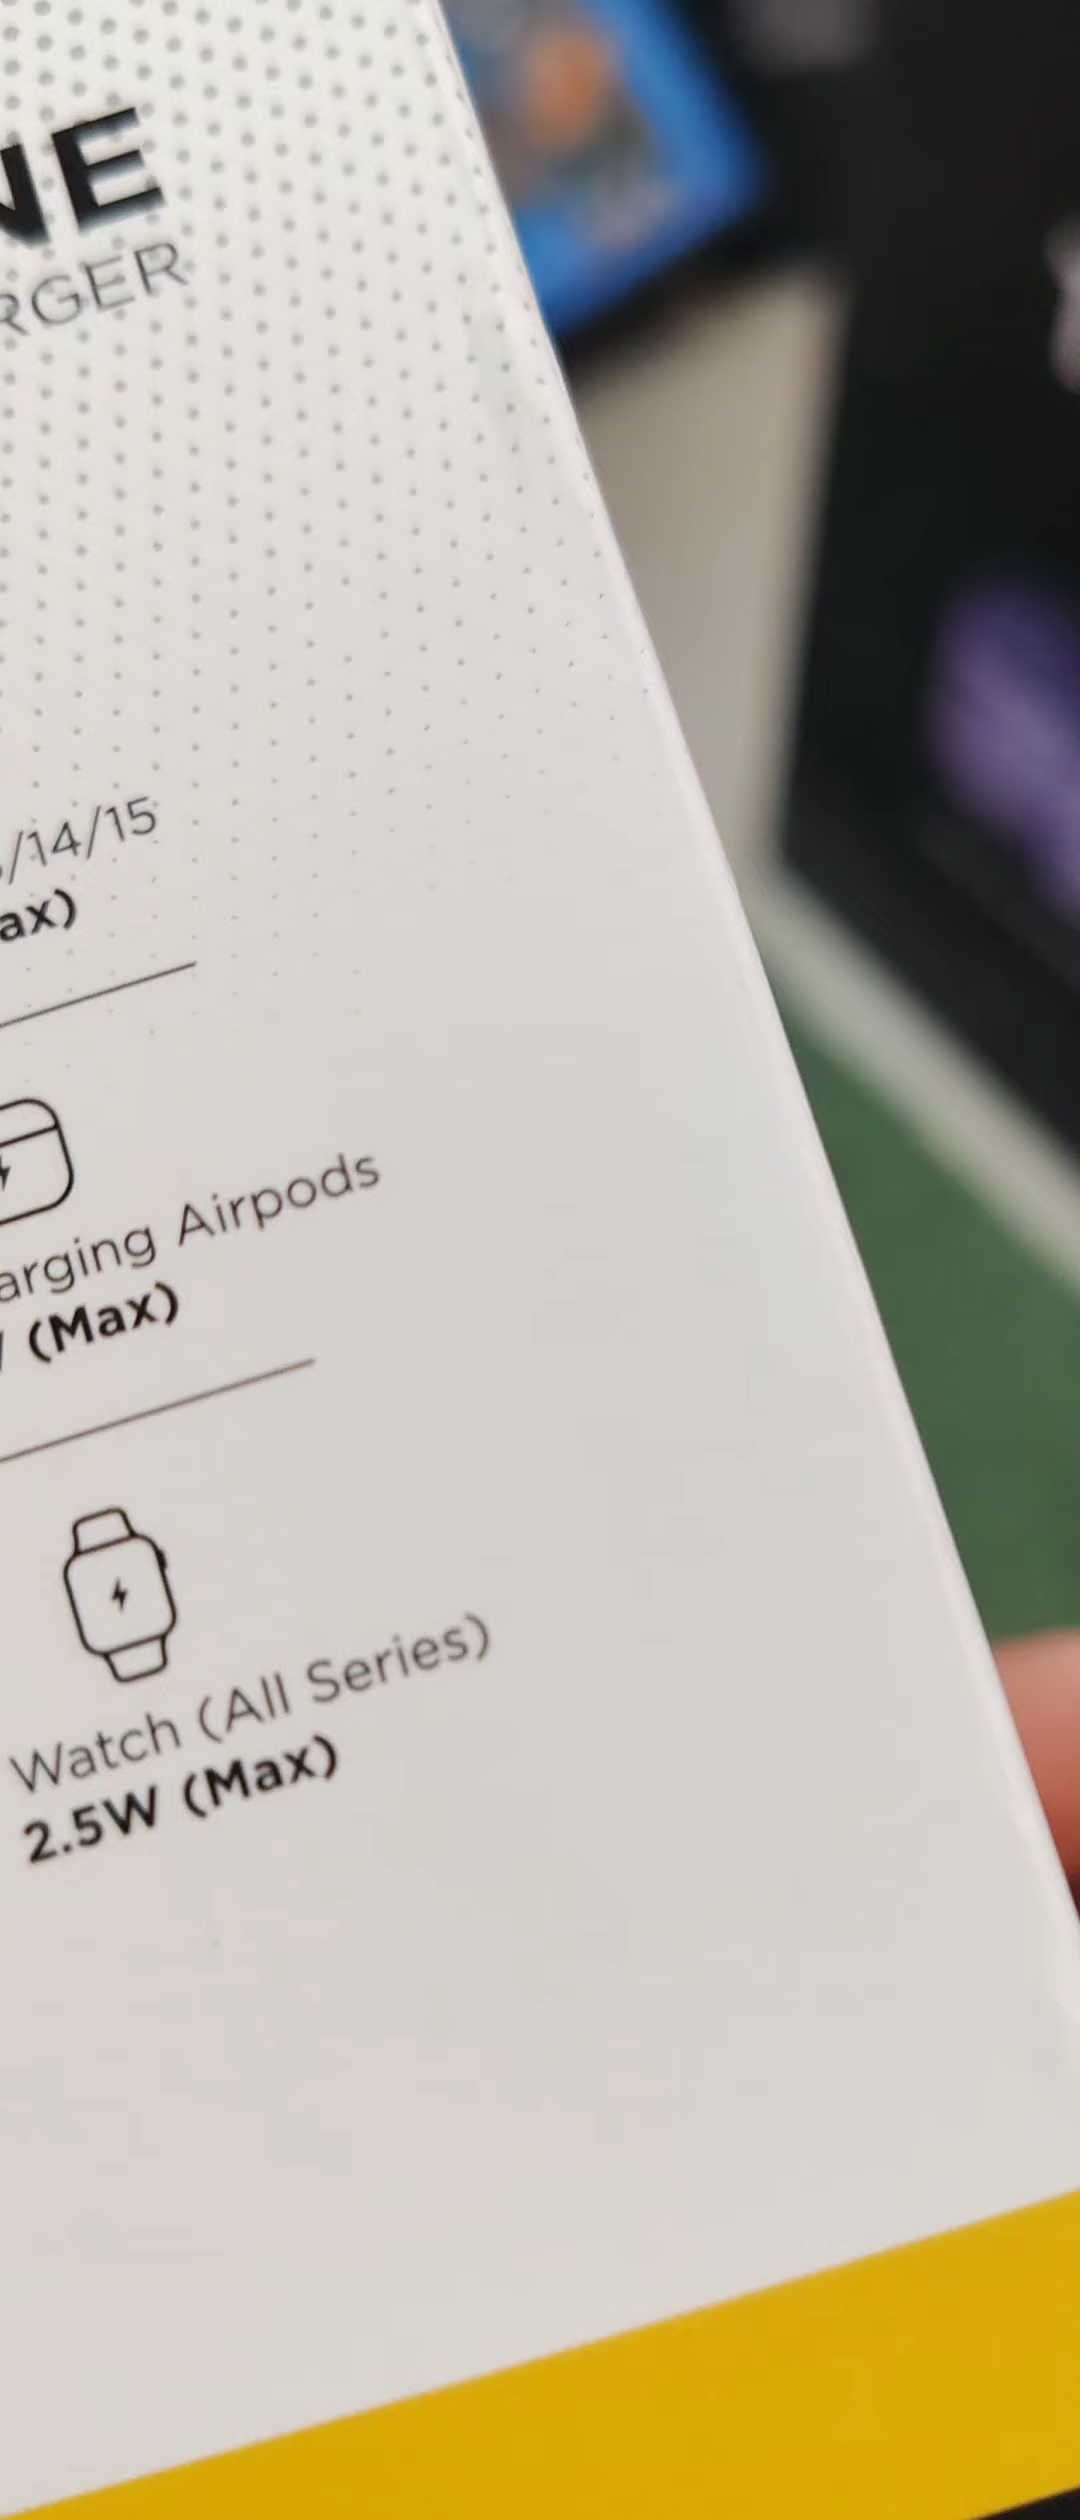 NE
RGER
/14/15
ax)
arging Airpods
(Max)
Watch (All Series)
2.5W (Max)